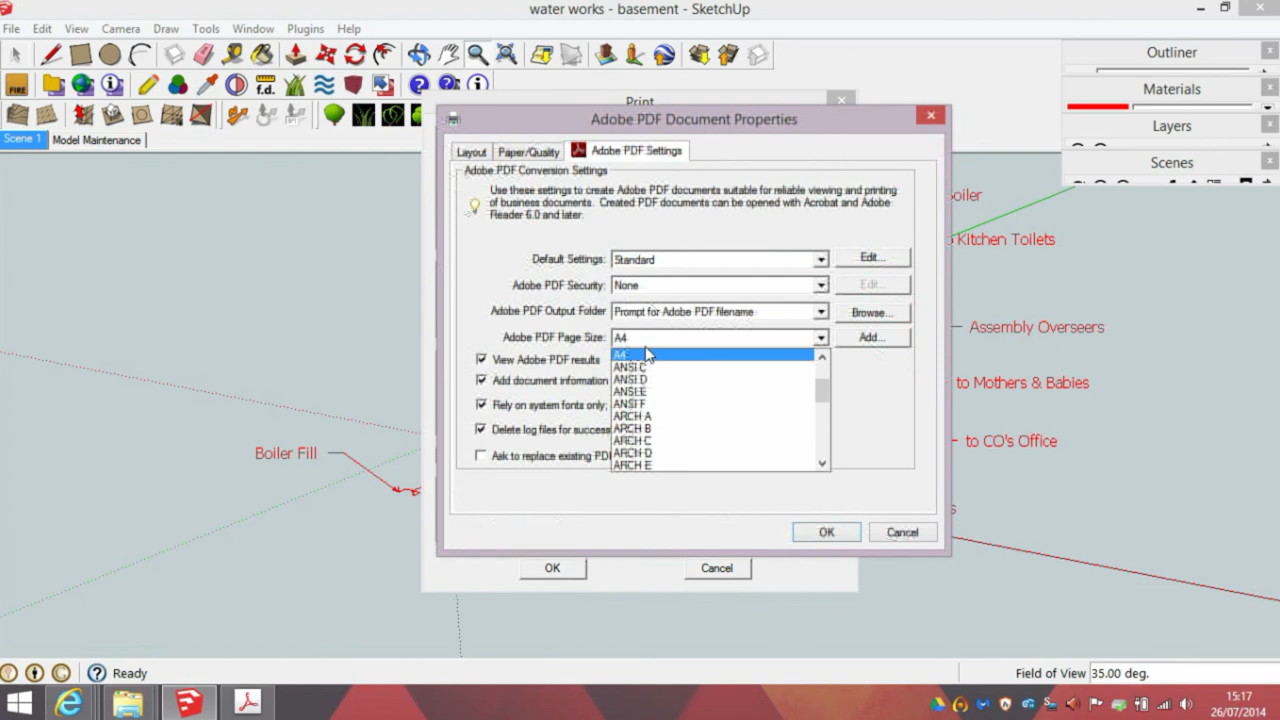 water works - basement - SketchUp
File Edit View Camera Draw Tools Window Plugins Help
Outliner
Materials
Layers
Scenes
FIRE
f.d.
Scene 1 Model Maintenance
Print
Adobe PDF Document Properties
Layout Paper/Quality Adobe PDF Settings
Adobe PDF Conversion Settings
Use these settings to create Adobe PDF documents suitable for reliable viewing and printing
of business documents. Created PDF documents can be opened with Acrobat and Adobe
Reader 6.0 and later.
Default Settings: Standard Edit...
Adobe PDF Security: None Edit...
Adobe PDF Output Folder Prompt for Adobe PDF filename Browse...
Adobe PDF Page Size: A4 Add...
A4
ANSI C
ANSI D
ANSI E
ANSI F
ARCH A
ARCH B
ARCH C
ARCH D
ARCH E
View Adobe PDF results
Add document information
Rely on system fonts only;
Delete log files for success
Ask to replace existing PD
OK Cancel
OK Cancel
Boiler Fill
oiler
Kitchen Toilets
Assembly Overseers
to Mothers & Babies
to CO's Office
Ready
Field of View 35.00 deg.
15:17
26/07/2014